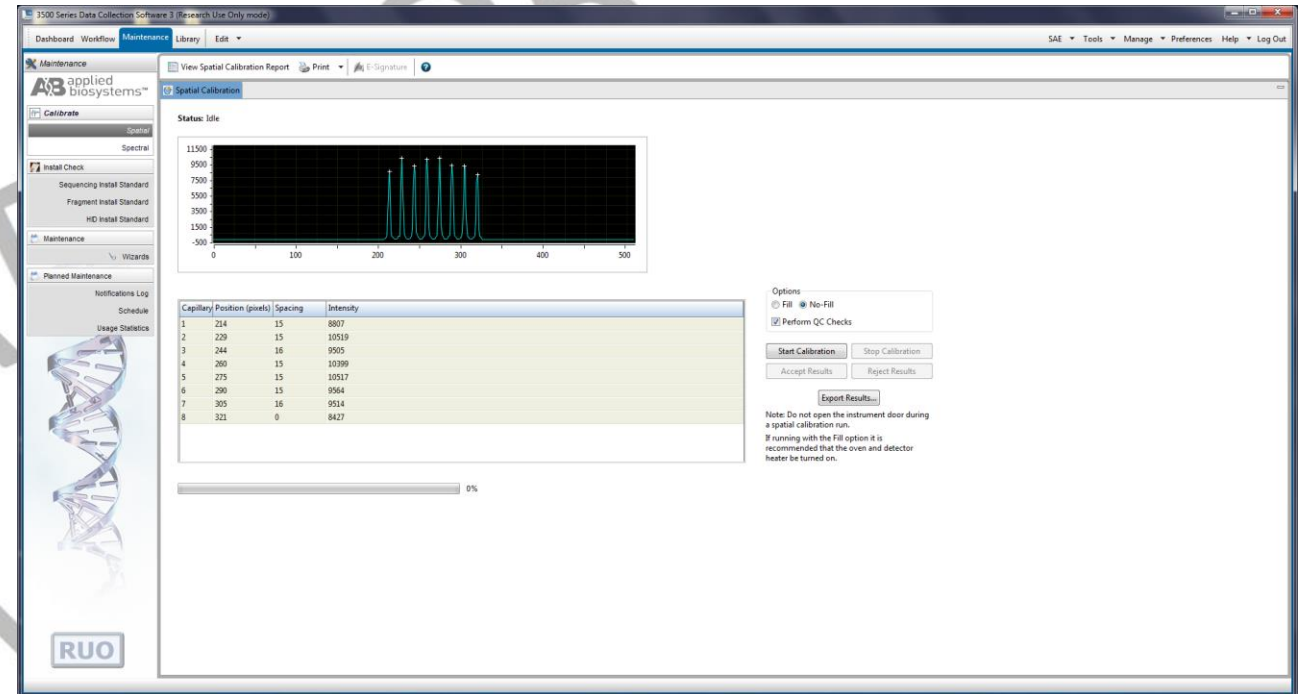 3500 Series Data Collection Software 3 (Research Use Only mode)
Dashboard Workflow Maintenance Library Edit
SAE Tools Manage Preferences Help Log Out
Maintenance
AB applied biosystems™
Calibrate
Spatial
Spectral
Install Check
Sequencing Install Standard
Fragment Install Standard
HID Install Standard
Maintenance
Wizards
Planned Maintenance
Notifications Log
Schedule
Usage Statistics
RUO
View Spatial Calibration Report Print E-Signature
Spatial Calibration
Status: Idle
11500
9500
7500
5500
3500
1500
-500
0 100 200 300 400 500
Capillary Position (pixels) Spacing Intensity
1 214 15 8807
2 229 15 10519
3 244 16 9505
4 260 15 10399
5 275 15 10517
6 290 15 9564
7 305 16 9514
8 321 0 8427
0%
Options
Fill No-Fill
Perform QC Checks
Start Calibration Stop Calibration
Accept Results Reject Results
Export Results...
Note: Do not open the instrument door during
a spatial calibration run.
If running with the Fill option it is
recommended that the oven and detector
heater be turned on.